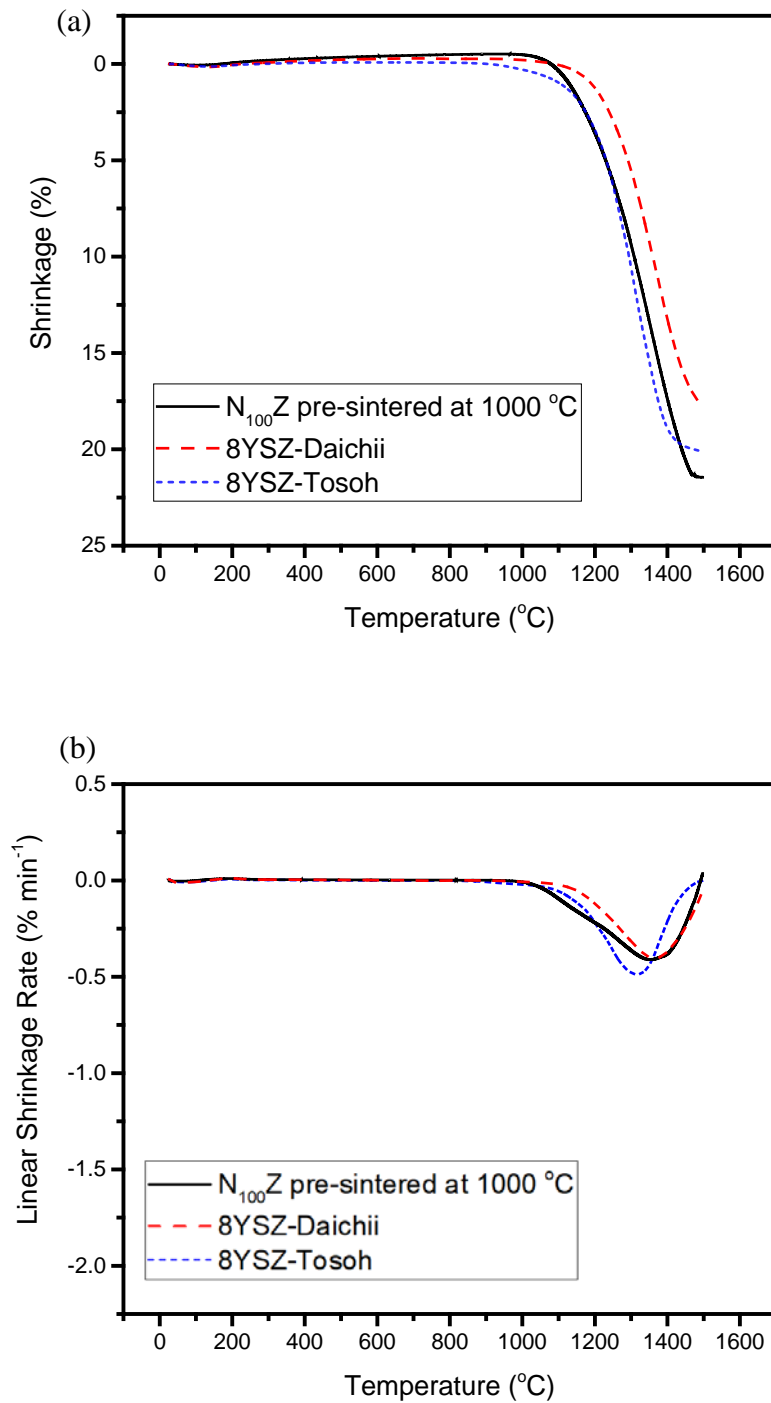 (a)
0
5
10
15
20
25
Shrinkage (%)
N₁₀₀Z pre-sintered at 1000 °C
8YSZ-Daichii
8YSZ-Tosoh
0 200 400 600 800 1000 1200 1400 1600
Temperature (°C)
(b)
0.5
0.0
-0.5
-1.0
-1.5
-2.0
Linear Shrinkage Rate (% min⁻¹)
N₁₀₀Z pre-sintered at 1000 °C
8YSZ-Daichii
8YSZ-Tosoh
0 200 400 600 800 1000 1200 1400 1600
Temperature (°C)